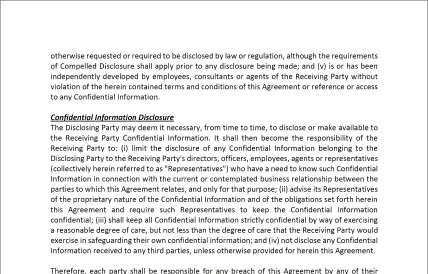 otherwise requested or required to be disclosed by law or regulation, although the requirements
of Compelled Disclosure shall apply prior to any disclosure being made; and (v) is or has been
independently developed by employees, consultants or agents of the Receiving Party without
violation of the herein contained terms and conditions of this Agreement or reference or access
to any Confidential Information.
Confidential Information Disclosure
The Disclosing Party may deem it necessary, from time to time, to disclose or make available to
the Receiving Party Confidential Information. It shall then become the responsibility of the
Receiving Party to: (i) limit the disclosure of any Confidential Information belonging to the
Disclosing Party to the Receiving Party's directors, officers, employees, agents or representatives
(collectively herein referred to as "Representatives") who have a need to know such Confidential
Information in connection with the current or contemplated business relationship between the
parties to which this Agreement relates, and only for that purpose; (ii) advise its Representatives
of the proprietary nature of the Confidential Information and of the obligations set forth herein
this Agreement and require such Representatives to keep the Confidential Information
confidential; (iii) shall keep all Confidential Information strictly confidential by way of exercising
a reasonable degree of care, but not less than the degree of care that the Receiving Party would
exercise in safeguarding their own confidential information; and (iv) not disclose any Confidential
Information received to any third parties, unless otherwise provided for herein this Agreement.
Therefore, each party shall be responsible for any breach of this Agreement by any of their